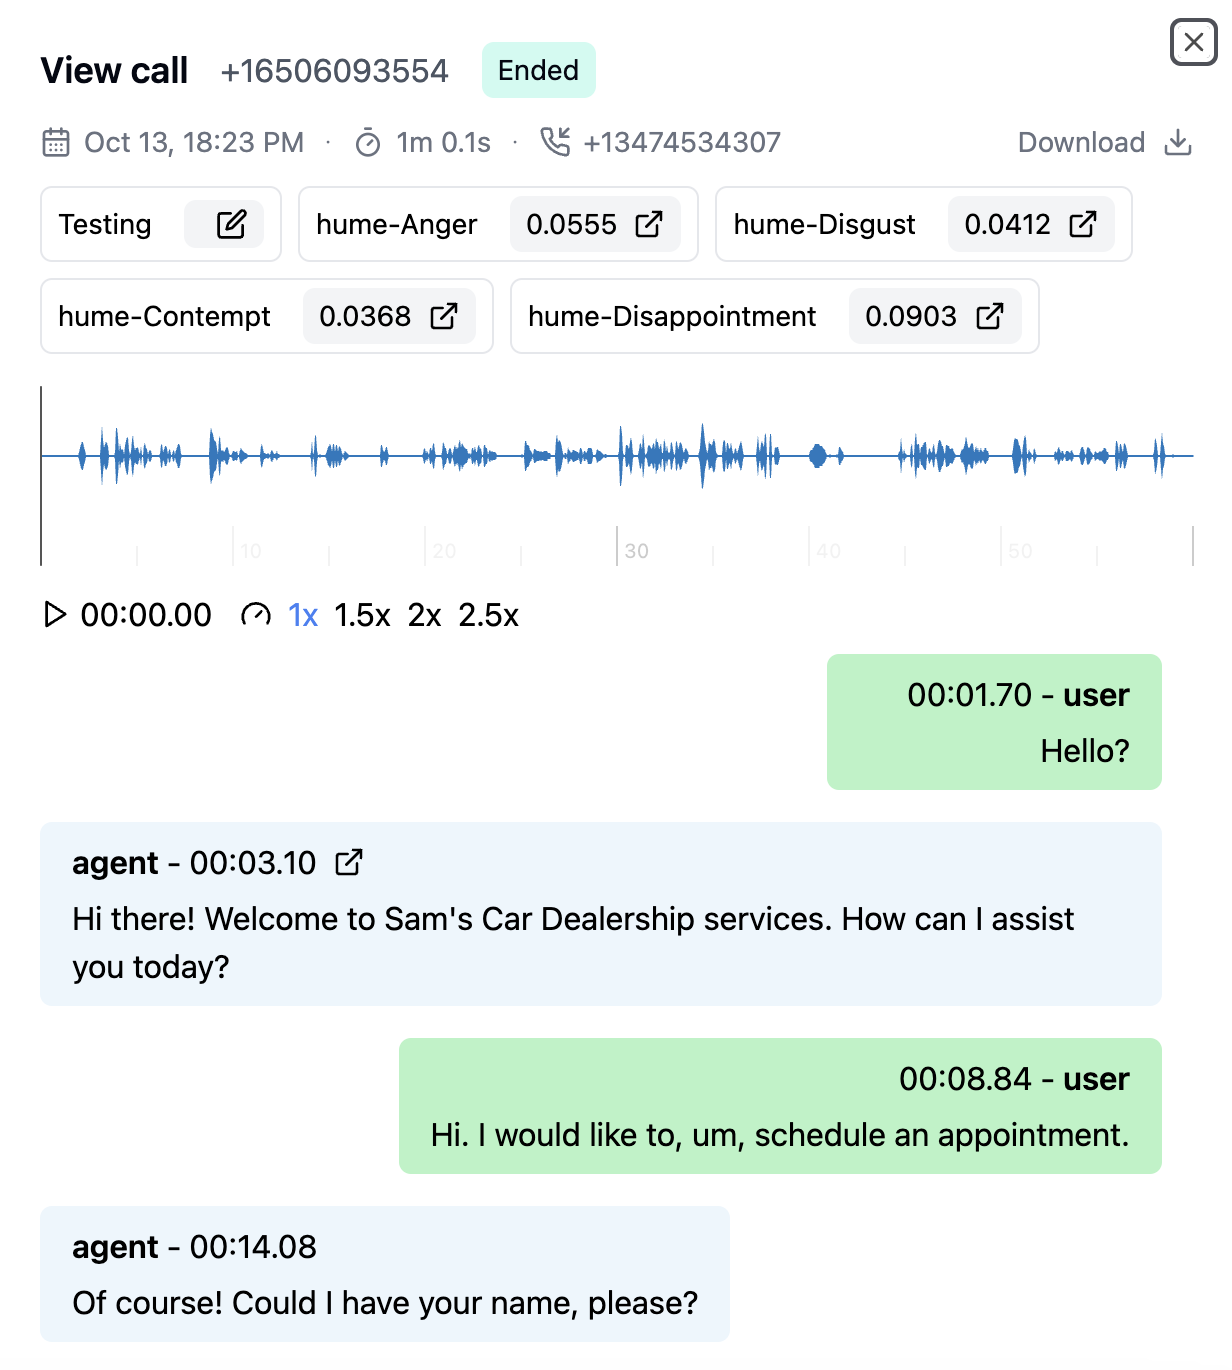 View call +16506093554 Ended
Oct 13, 18:23 PM · 1m 0.1s · +13474534307 Download
Testing hume-Anger 0.0555 hume-Disgust 0.0412
hume-Contempt 0.0368 hume-Disappointment 0.0903
10 20 30 40 50
00:00.00 1x 1.5x 2x 2.5x
00:01.70 - user
Hello?
agent - 00:03.10
Hi there! Welcome to Sam's Car Dealership services. How can I assist
you today?
00:08.84 - user
Hi. I would like to, um, schedule an appointment.
agent - 00:14.08
Of course! Could I have your name, please?